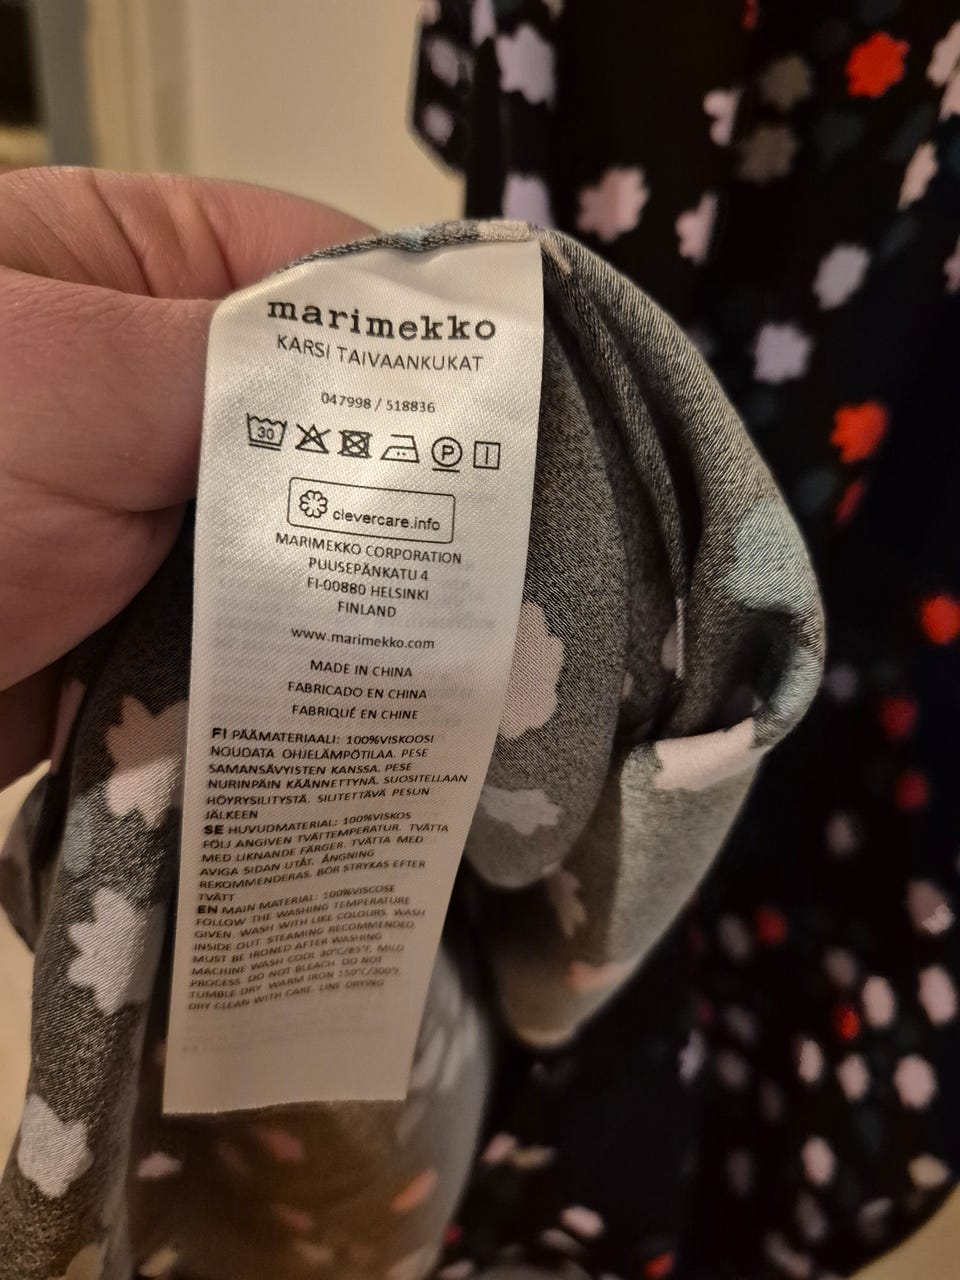 marimekko
KARSI TAIVAANKUKAT
047998 / 518836
30 P
clevercare.info
MARIMEKKO CORPORATION
PUUSEPÄNKATU 4
FI-00880 HELSINKI
FINLAND
www.marimekko.com
MADE IN CHINA
FABRICADO EN CHINA
FABRIQUÉ EN CHINE
FI PÄÄMATERIAALI: 100%VISKOOSI
NOUDATA OHJELÄMPÖTILAA. PESE
SAMANSÄVYISTEN KANSSA. PESE
NURINPÄIN KÄÄNNETTYNÄ. SUOSITELLAAN
HÖYRYSILITYSTÄ. SILITETTÄVÄ PESUN
JÄLKEEN
SE HUVUDMATERIAL: 100%VISKOS
FÖLJ ANGIVEN TVÄTTEMPERATUR. TVÄTTA
MED LIKNANDE FÄRGER. TVÄTTA MED
AVIGA SIDAN UTÅT. ÅNGNING
REKOMMENDERAS. BÖR STRYKAS EFTER
TVÄTT
EN MAIN MATERIAL: 100%VISCOSE
FOLLOW THE WASHING TEMPERATURE
GIVEN. WASH WITH LIKE COLOURS. WASH
INSIDE OUT. STEAMING RECOMMENDED.
MUST BE IRONED AFTER WASHING
MACHINE WASH COOL 30°C/85°F, MILD
PROCESS. DO NOT BLEACH. DO NOT
TUMBLE DRY. WARM IRON 150°C/300°F.
DRY CLEAN WITH CARE. LINE DRYING